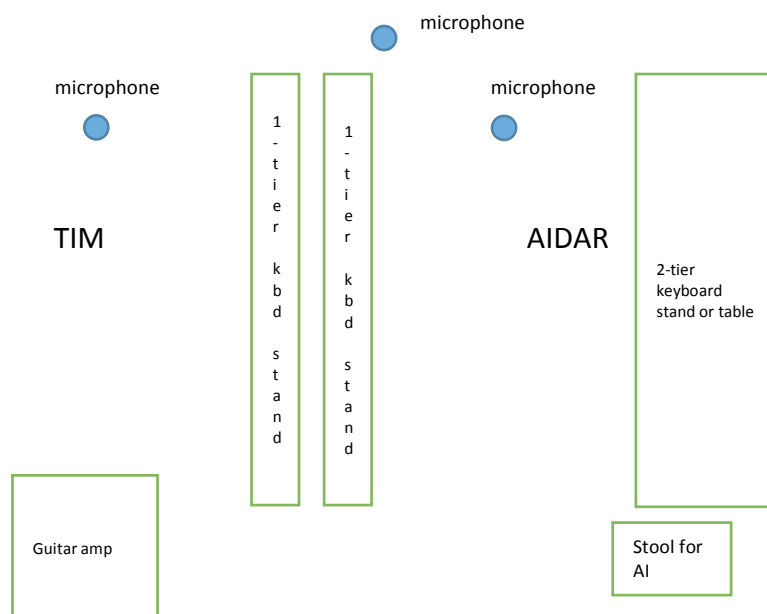 microphone
microphone
microphone
1-tier kbd stand
1-tier kbd stand
TIM
AIDAR
2-tier
keyboard
stand or table
Guitar amp
Stool for
AI